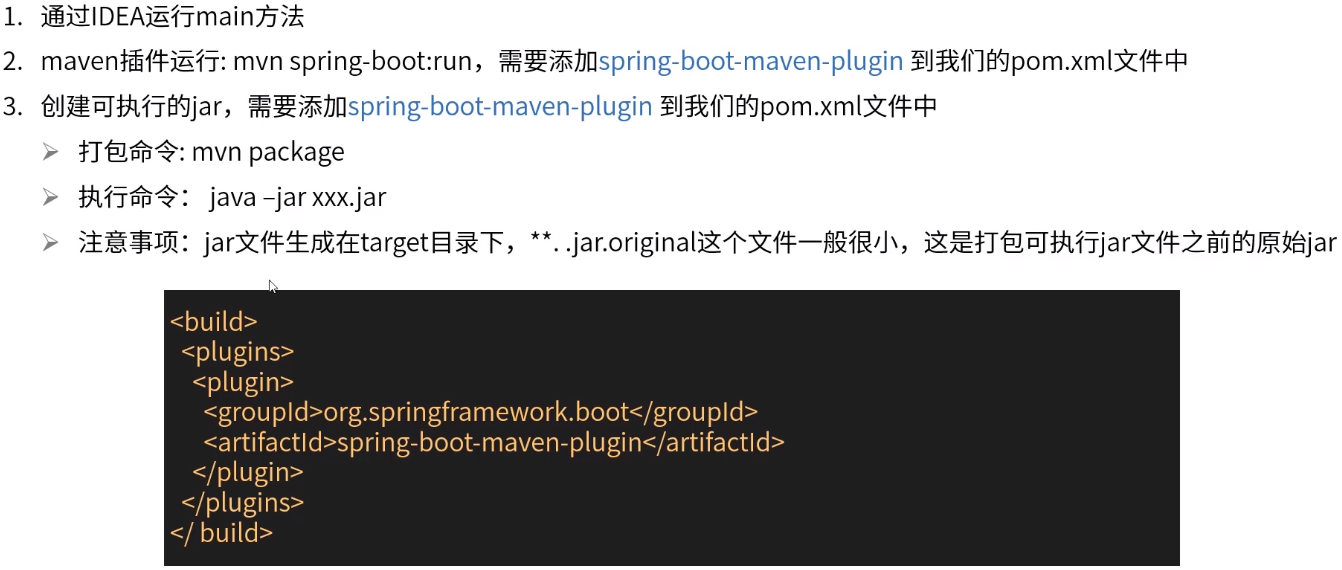 1. 通过IDEA运行main方法
2. maven插件运行: mvn spring-boot:run，需要添加spring-boot-maven-plugin 到我们的pom.xml文件中
3. 创建可执行的jar，需要添加spring-boot-maven-plugin 到我们的pom.xml文件中
➢ 打包命令: mvn package
➢ 执行命令： java –jar xxx.jar
➢ 注意事项：jar文件生成在target目录下，**. .jar.original这个文件一般很小，这是打包可执行jar文件之前的原始jar
<build>
<plugins>
<plugin>
<groupId>org.springframework.boot</groupId>
<artifactId>spring-boot-maven-plugin</artifactId>
</plugin>
</plugins>
</ build>